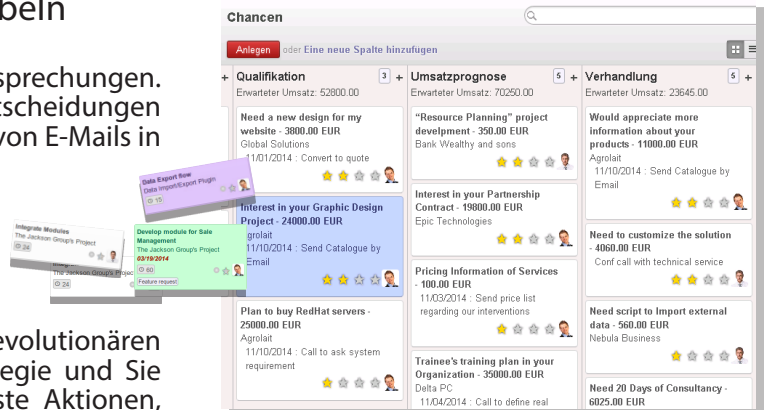 beln
sprechungen.
tscheidungen
von E-Mails in
evolutionären
egie und Sie
ste Aktionen,
Chancen
Anlegen oder Eine neue Spalte hinzufügen
+
Qualifikation 3 +
Erwarteter Umsatz: 52800.00
Need a new design for my
website - 3800.00 EUR
Global Solutions
11/01/2014 : Convert to quote
Interest in your Graphic Design
Project - 24000.00 EUR
Agrolait
11/10/2014 : Send Catalogue by
Email
Plan to buy RedHat servers -
25000.00 EUR
Agrolait
11/10/2014 : Call to ask system
requirement
Umsatzprognose 5 +
Erwarteter Umsatz: 70250.00
“Resource Planning” project
develpment - 350.00 EUR
Bank Wealthy and sons
Interest in your Partnership
Contract - 19800.00 EUR
Epic Technologies
Pricing Information of Services
- 100.00 EUR
11/03/2014 : Send price list
regarding our interventions
Trainee's training plan in your
Organization - 35000.00 EUR
Delta PC
11/04/2014 : Call to define real
Verhandlung 5 +
Erwarteter Umsatz: 23645.00
Would appreciate more
information about your
products - 11000.00 EUR
Agrolait
11/10/2014 : Send Catalogue by
Email
Need to customize the solution
- 4060.00 EUR
Conf call with technical service
Need script to Import external
data - 560.00 EUR
Nebula Business
Need 20 Days of Consultancy -
6025.00 EUR
Data Export flow
Data Import/Export Plugin
15
Integrate Modules
The Jackson Group's Project
24
The Jackson Group's Projec
24
Develop module for Sale
Management
The Jackson Group's Project
03/19/2014
60
Feature request